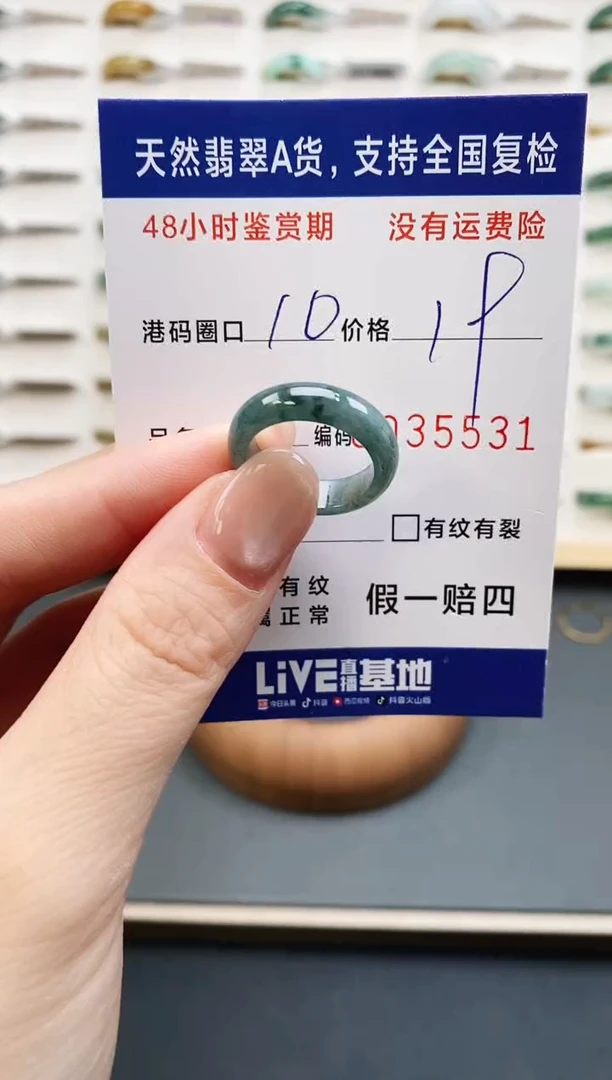 天然翡翠A货，支持全国复检
48小时鉴赏期 没有运费险
港码圈口 10 价格 19
编码 035531
有纹有裂
有纹
正常 假一赔四
LiVE直播基地
今日头条 抖音 西瓜视频 抖音火山版